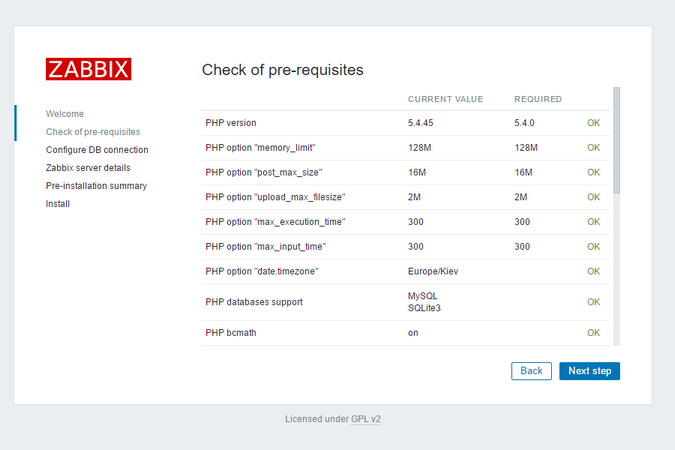 ZABBIX
Welcome
Check of pre-requisites
Configure DB connection
Zabbix server details
Pre-installation summary
Install
Check of pre-requisites
CURRENT VALUE REQUIRED
PHP version 5.4.45 5.4.0 OK
PHP option "memory_limit" 128M 128M OK
PHP option "post_max_size" 16M 16M OK
PHP option "upload_max_filesize" 2M 2M OK
PHP option "max_execution_time" 300 300 OK
PHP option "max_input_time" 300 300 OK
PHP option "date.timezone" Europe/Kiev OK
PHP databases support MySQL OK
SQLite3
PHP bcmath on OK
Back Next step
Licensed under GPL v2